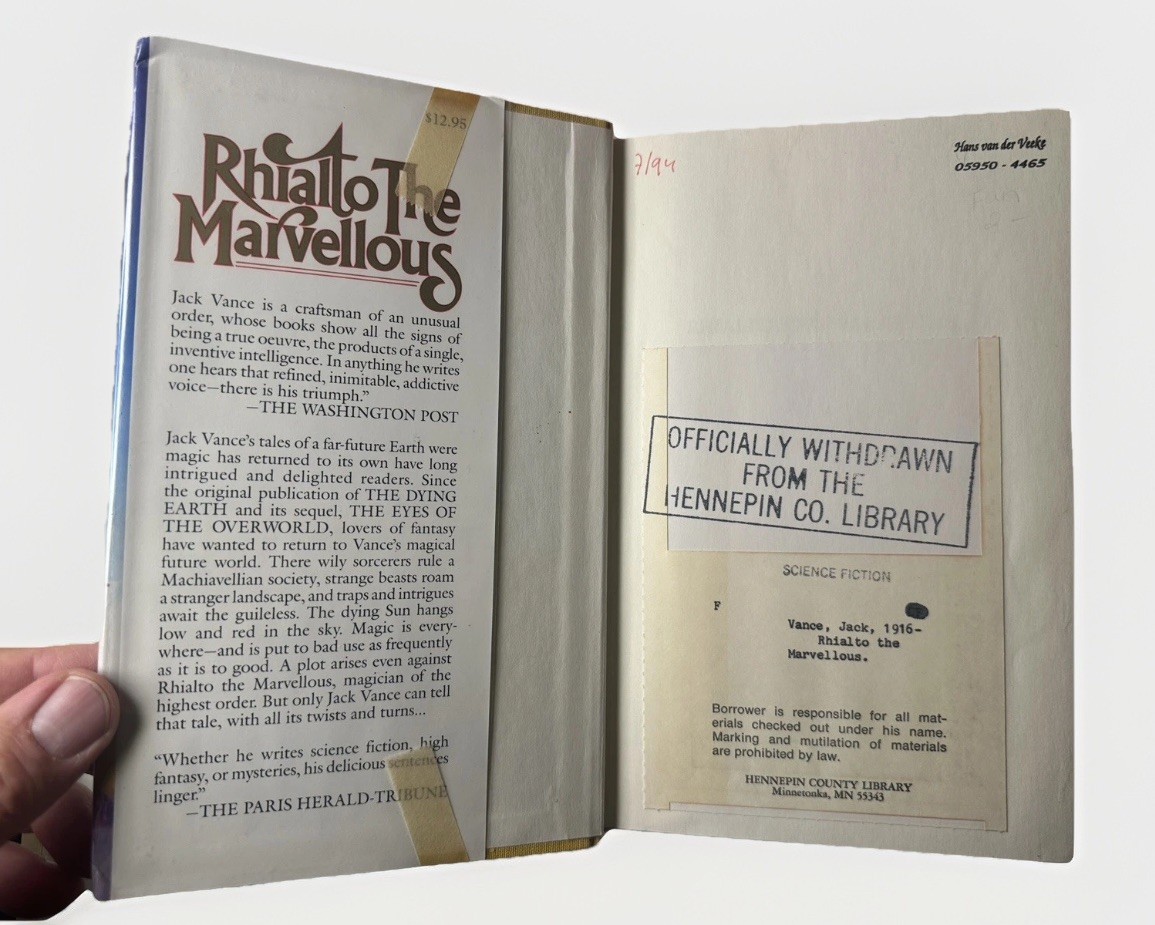 $12.95
Rhialto The
Marvellous
Jack Vance is a craftsman of an unusual
order, whose books show all the signs of
being a true oeuvre, the products of a single,
inventive intelligence. In anything he writes
one hears that refined, inimitable, addictive
voice—there is his triumph.”
—THE WASHINGTON POST
Jack Vance’s tales of a far-future Earth were
magic has returned to its own have long
intrigued and delighted readers. Since
the original publication of THE DYING
EARTH and its sequel, THE EYES OF
THE OVERWORLD, lovers of fantasy
have wanted to return to Vance’s magical
future world. There wily sorcerers rule a
Machiavellian society, strange beasts roam
a stranger landscape, and traps and intrigues
await the guileless. The dying Sun hangs
low and red in the sky. Magic is every-
where—and is put to bad use as frequently
as it is to good. A plot arises even against
Rhialto the Marvellous, magician of the
highest order. But only Jack Vance can tell
that tale, with all its twists and turns...
“Whether he writes science fiction, high
fantasy, or mysteries, his delicious sentences
linger.”
—THE PARIS HERALD-TRIBUNE
7/94
Hans van der Veeke
05950 - 4465
OFFICIALLY WITHDRAWN
FROM THE
HENNEPIN CO. LIBRARY
SCIENCE FICTION
F
Vance, Jack, 1916-
Rhialto the
Marvellous.
Borrower is responsible for all mat-
erials checked out under his name.
Marking and mutilation of materials
are prohibited by law.
HENNEPIN COUNTY LIBRARY
Minnetonka, MN 55343